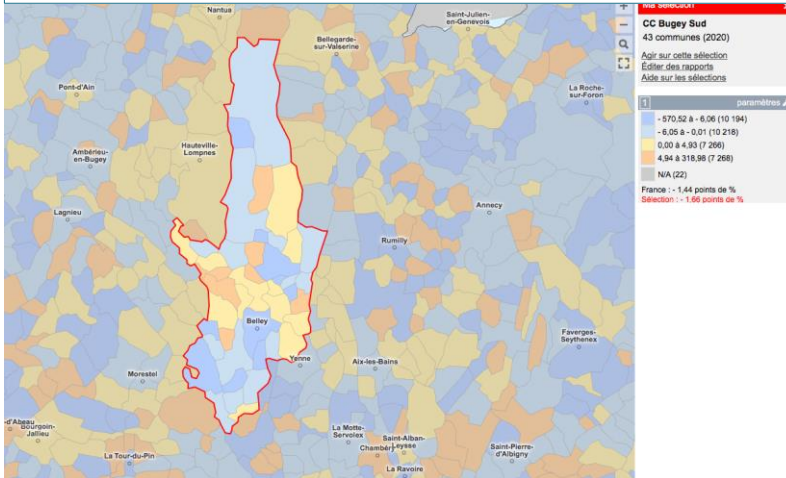 Nantua
Saint-Julien-
en-Genevois
Bellegarde-
sur-Valserine
Pont-d'Ain
La Roche-
sur-Foron
Hauteville-
Lompnes
Ambérieu-
en-Bugey
Annecy
Lagnieu
Rumilly
Belley
Faverges-
Seythenex
Yenne
Aix-les-Bains
Morestel
-d'Abeau
Bourgoin-
Jallieu
La Motte-
Servolex
Saint-Alban-
Leysse
Chambéry
Saint-Pierre-
d'Albigny
La Tour-du-Pin
La Ravoire
+
−
Ma sélection
CC Bugey Sud
43 communes (2020)
Agir sur cette sélection
Éditer des rapports
Aide sur les sélections
1 paramètres
- 570,52 à - 6,06 (10 194)
- 6,05 à - 0,01 (10 218)
0,00 à 4,93 (7 266)
4,94 à 318,98 (7 268)
N/A (22)
France : - 1,44 points de %
Sélection : - 1,66 points de %